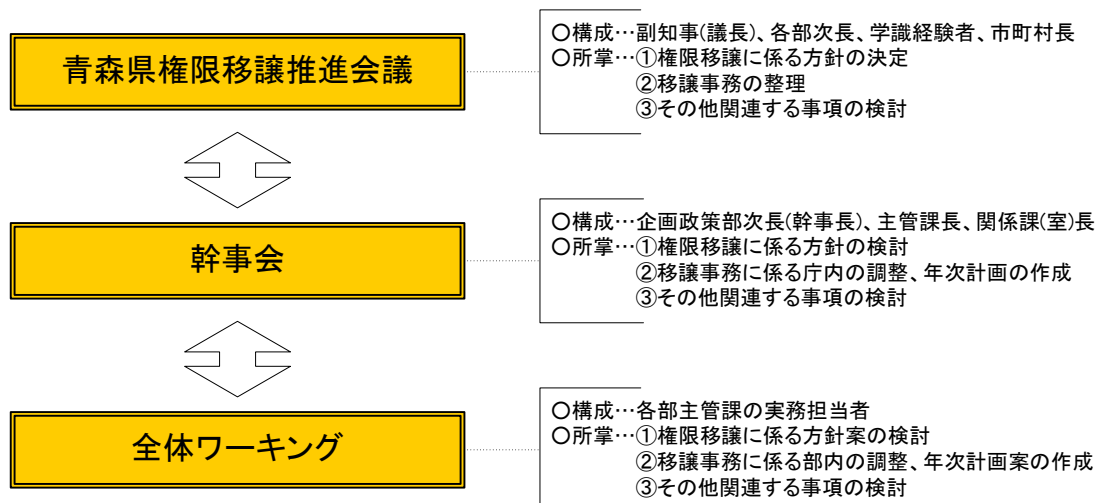 青森県権限移譲推進会議
〇構成…副知事(議長)、各部次長、学識経験者、市町村長
〇所掌…①権限移譲に係る方針の決定
②移譲事務の整理
③その他関連する事項の検討
幹事会
〇構成…企画政策部次長(幹事長)、主管課長、関係課(室)長
〇所掌…①権限移譲に係る方針の検討
②移譲事務に係る庁内の調整、年次計画の作成
③その他関連する事項の検討
全体ワーキング
〇構成…各部主管課の実務担当者
〇所掌…①権限移譲に係る方針案の検討
②移譲事務に係る部内の調整、年次計画案の作成
③その他関連する事項の検討